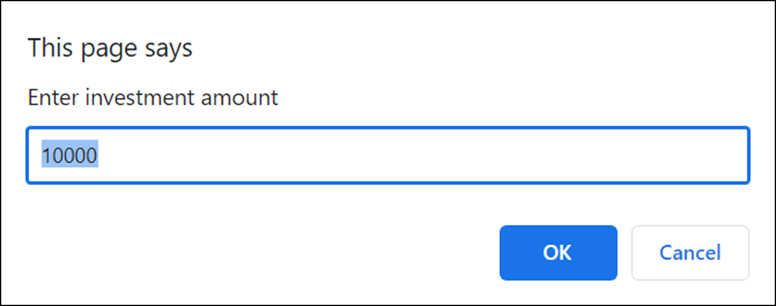 This page says
Enter investment amount
10000
OK
Cancel